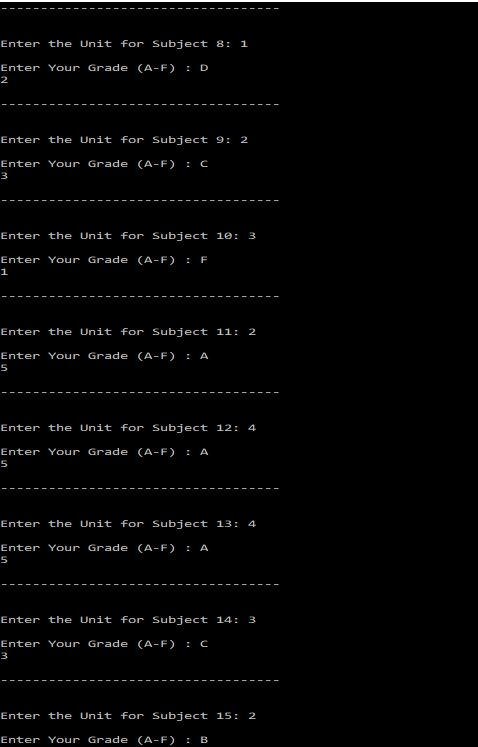 -----------------------------------
Enter the Unit for Subject 8: 1
Enter Your Grade (A-F) : D
2
-----------------------------------
Enter the Unit for Subject 9: 2
Enter Your Grade (A-F) : C
3
-----------------------------------
Enter the Unit for Subject 10: 3
Enter Your Grade (A-F) : F
1
-----------------------------------
Enter the Unit for Subject 11: 2
Enter Your Grade (A-F) : A
5
-----------------------------------
Enter the Unit for Subject 12: 4
Enter Your Grade (A-F) : A
5
-----------------------------------
Enter the Unit for Subject 13: 4
Enter Your Grade (A-F) : A
5
-----------------------------------
Enter the Unit for Subject 14: 3
Enter Your Grade (A-F) : C
3
-----------------------------------
Enter the Unit for Subject 15: 2
Enter Your Grade (A-F) : B